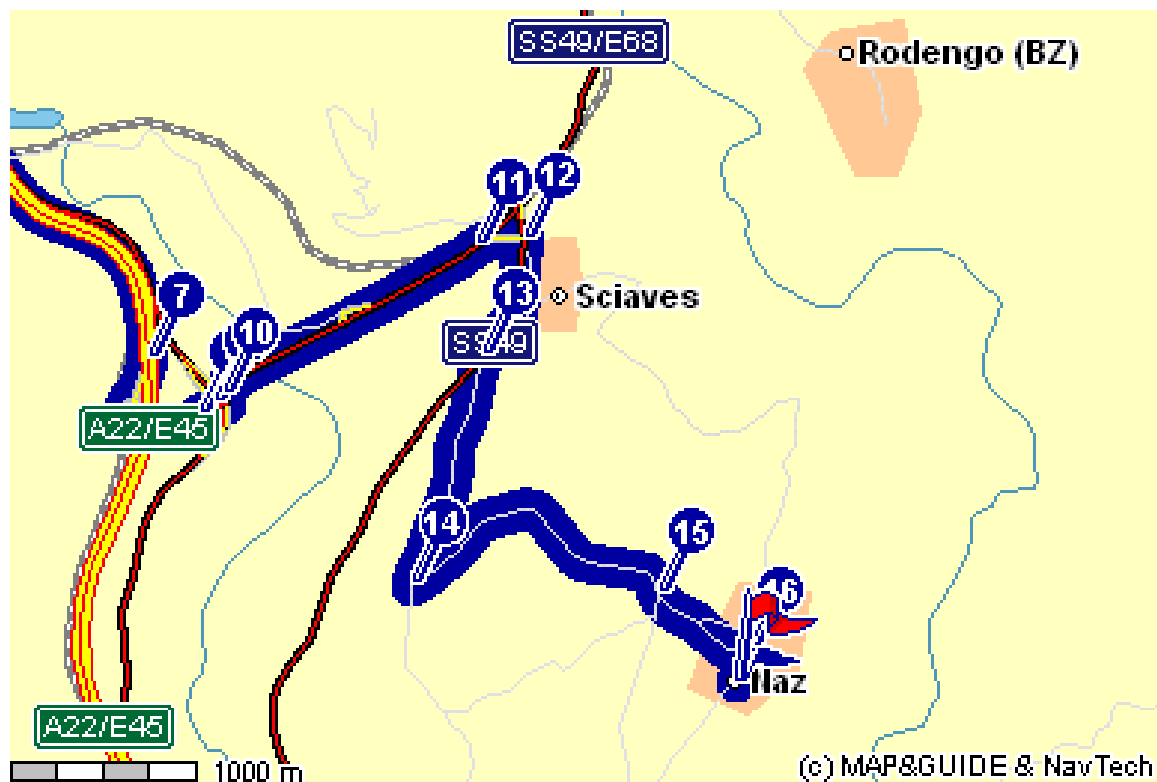 SS49/E68
Rodengo (BZ)
11
12
7
13
Sciaves
10
SS49
A22/E45
14
15
16
Naz
A22/E45
1000 m
(c) MAP&GUIDE & NavTech